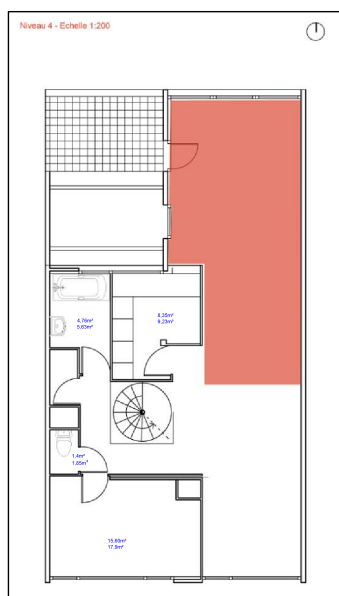 Niveau 4 - Echelle 1:200
4,76m²
5,63m²
8,35m²
9,23m²
1,4m²
1,85m²
15,60m²
17,9m²